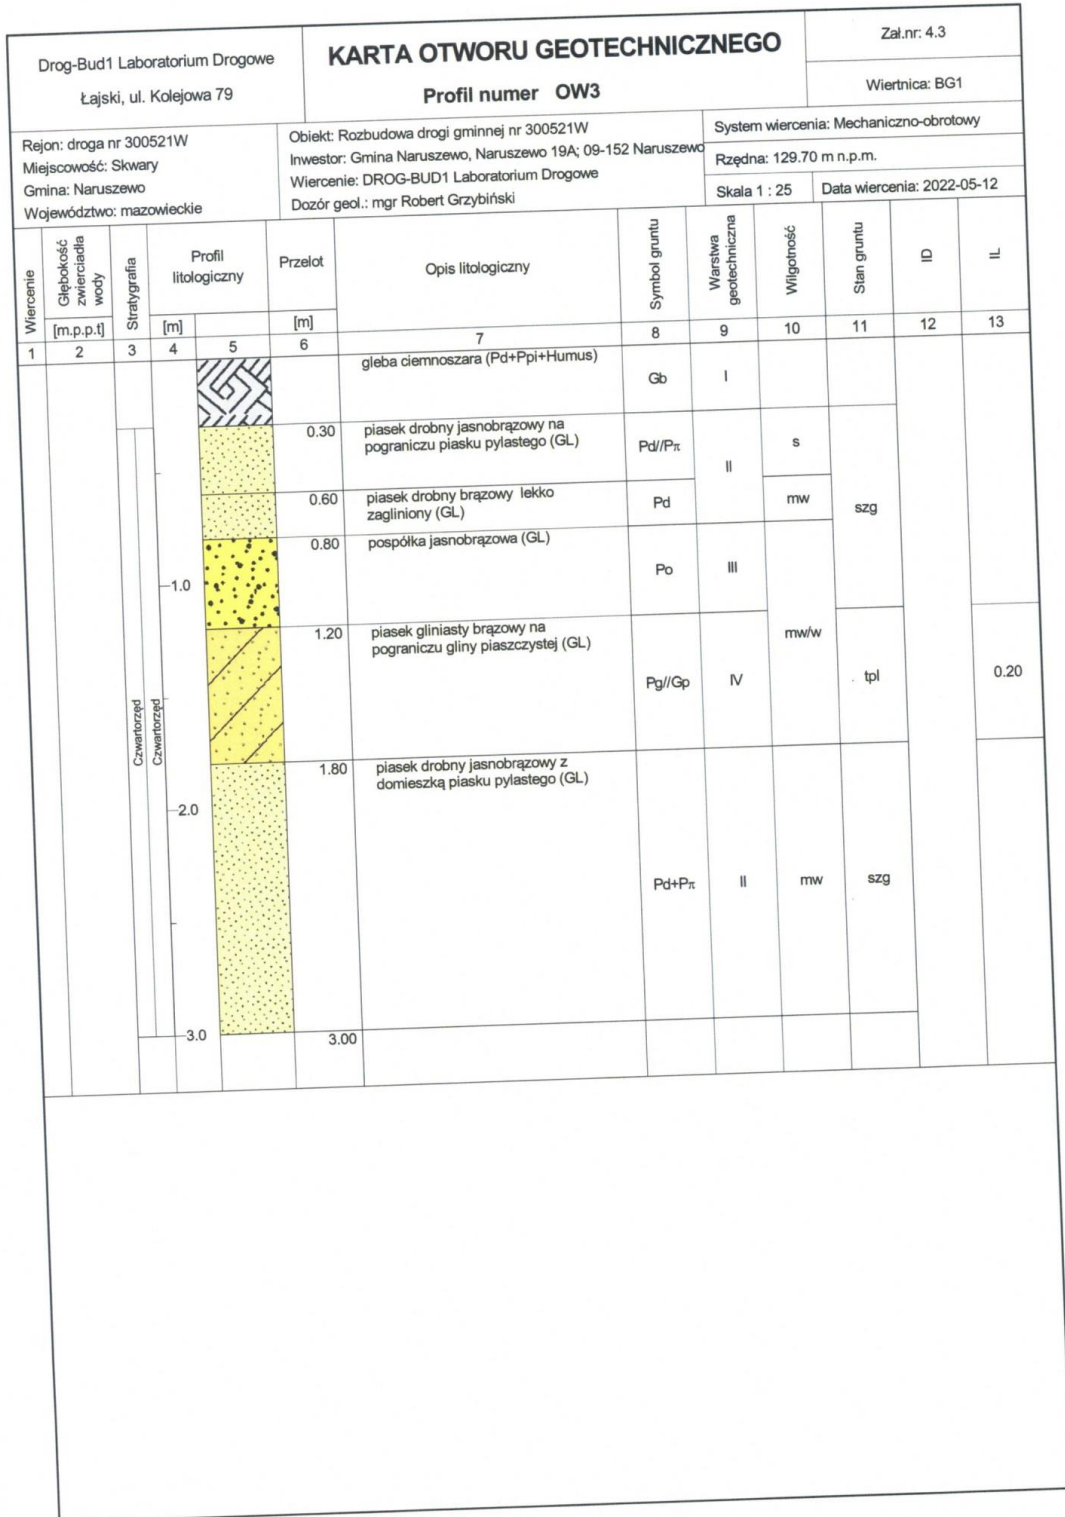 Drog-Bud1 Laboratorium Drogowe
Łajski, ul. Kolejowa 79
KARTA OTWORU GEOTECHNICZNEGO
Profil numer OW3
Zał.nr: 4.3
Wiertnica: BG1
Rejon: droga nr 300521W
Miejscowość: Skwary
Gmina: Naruszewo
Województwo: mazowieckie
Obiekt: Rozbudowa drogi gminnej nr 300521W
Inwestor: Gmina Naruszewo, Naruszewo 19A; 09-152 Naruszewo
Wiercenie: DROG-BUD1 Laboratorium Drogowe
Dozór geol.: mgr Robert Grzybiński
System wiercenia: Mechaniczno-obrotowy
Rzędna: 129.70 m n.p.m.
Skala 1 : 25
Data wiercenia: 2022-05-12
Wiercenie
Głębokość
zwierciadła
wody
[m.p.p.t]
Stratygrafia
Profil
litologiczny
[m]
Przelot
[m]
Opis litologiczny
Symbol gruntu
Warstwa
geotechniczna
Wilgotność
Stan gruntu
ID
IL
1 2 3 4 5 6 7 8 9 10 11 12 13
gleba ciemnoszara (Pd+Ppi+Humus)
Gb
I
0.30
piasek drobny jasnobrązowy na
pograniczu piasku pylastego (GL)
Pd//Pπ
II
s
0.60
piasek drobny brązowy lekko
zagliniony (GL)
Pd
mw
szg
0.80
pospółka jasnobrązowa (GL)
Po
III
1.0
1.20
piasek gliniasty brązowy na
pograniczu gliny piaszczystej (GL)
Pg//Gp
IV
mw/w
tpl
0.20
Czwartorzęd
Czwartorzęd
1.80
piasek drobny jasnobrązowy z
domieszką piasku pylastego (GL)
2.0
Pd+Pπ
II
mw
szg
3.0
3.00